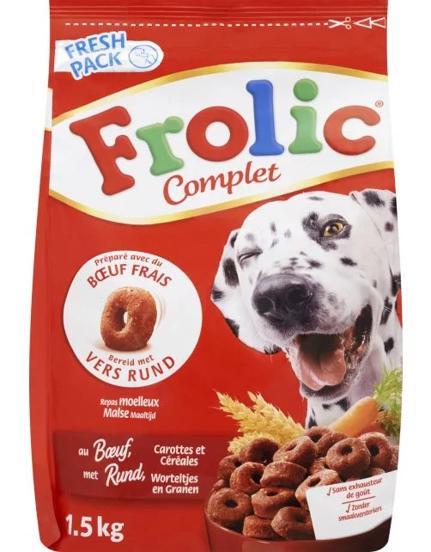 FRESH
PACK
Frolic®
Complet
Préparé avec du
BŒUF FRAIS
Bereid met
VERS RUND
Repas moelleux
Malse Maaltijd
au Bœuf,
met Rund,
Carottes et
Céréales
Worteltjes
en Granen
√Sans exhausteur
de goût
√Zonder
smaakversterkers
1.5 kg